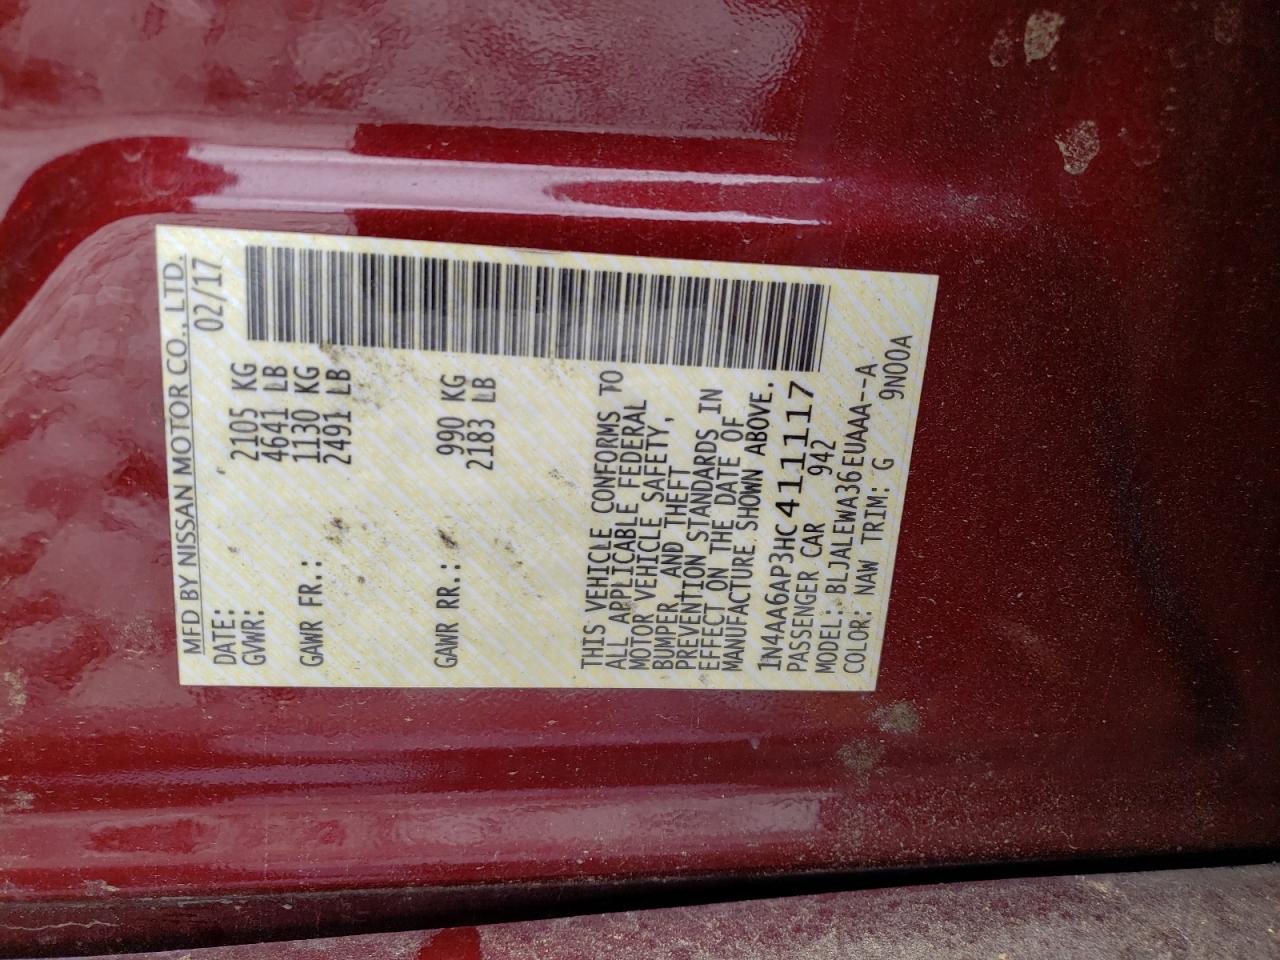 MFD BY NISSAN MOTOR CO., LTD.
DATE: 02/17
GVWR: 2105 KG
4641 LB
GAWR FR.: 1130 KG
2491 LB
GAWR RR.: 990 KG
2183 LB
THIS VEHICLE CONFORMS TO
ALL APPLICABLE FEDERAL
MOTOR VEHICLE SAFETY,
BUMPER AND THEFT
PREVENTION STANDARDS IN
EFFECT ON THE DATE OF
MANUFACTURE SHOWN ABOVE.
1N4AA6AP3HC411117
PASSENGER CAR 942
MODEL: BLJALEWA36EUAAA--A
COLOR: NAW TRIM: G 9N00A